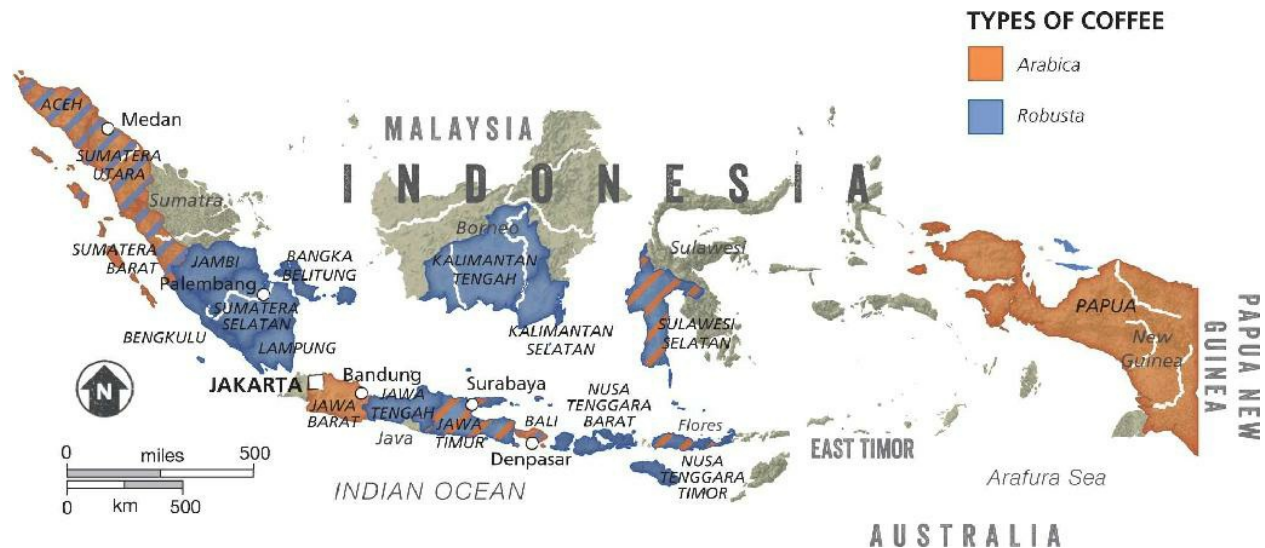 TYPES OF COFFEE
Arabica
Robusta
ACEH
Medan
SUMATERA
UTARA
Sumatra
MALAYSIA
INDONESIA
SUMATERA
BARAT
JAMBI
Palembang
BANGKA
BELITUNG
SUMATERA
SELATAN
BENGKULU
LAMPUNG
Borneo
KALIMANTAN
TENGAH
KALIMANTAN
SELATAN
Sulawesi
SULAWESI
SELATAN
PAPUA
New
Guinea
PAPUA NEW
GUINEA
N
JAKARTA
Bandung
JAWA
BARAT
JAWA
TENGAH
Java
Surabaya
JAWA
TIMUR
BALI
Denpasar
NUSA
TENGGARA
BARAT
Flores
NUSA
TENGGARA
TIMOR
EAST TIMOR
0 miles 500
0 km 500
INDIAN OCEAN
Arafura Sea
AUSTRALIA